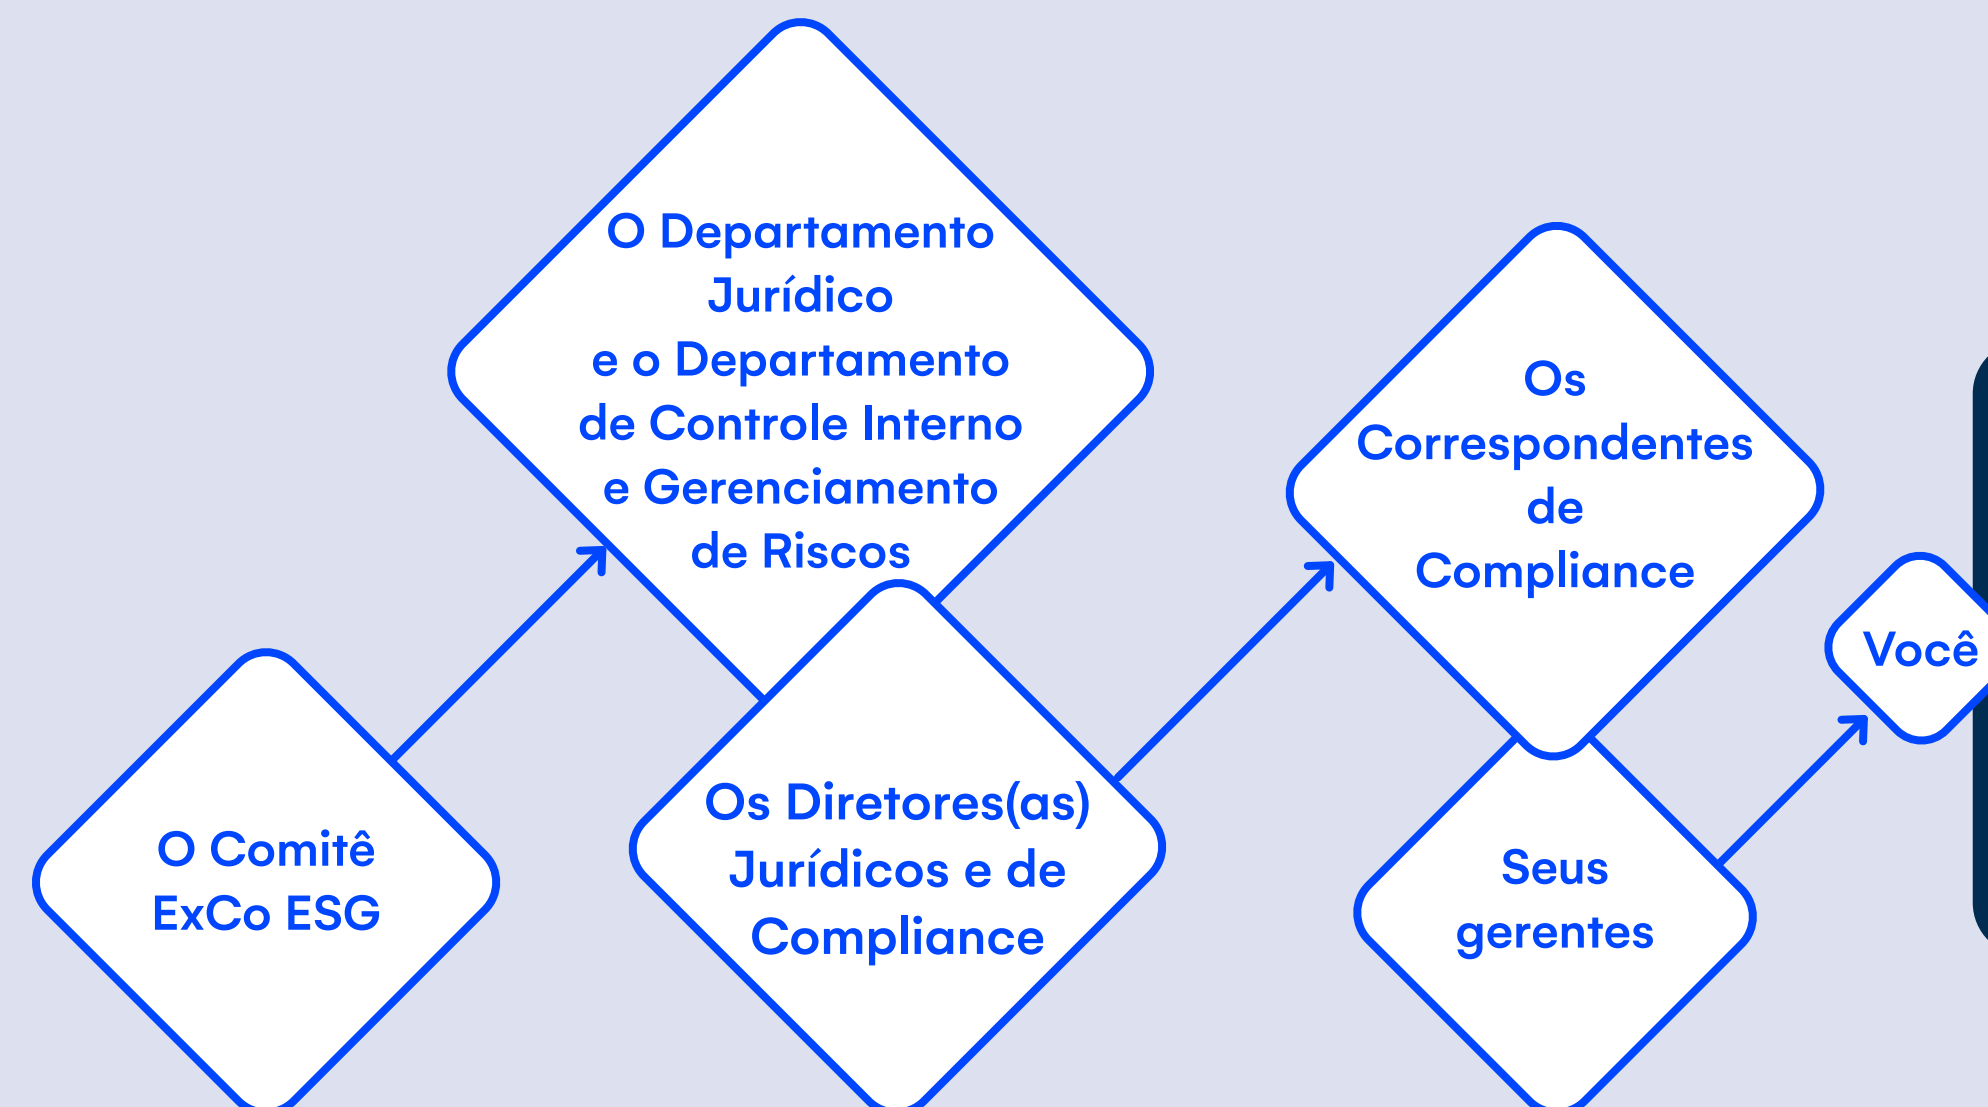 O Departamento
Jurídico
e o Departamento
de Controle Interno
e Gerenciamento
de Riscos
Os
Correspondentes
de
Compliance
Você
O Comitê
ExCo ESG
Os Diretores(as)
Jurídicos e de
Compliance
Seus
gerentes